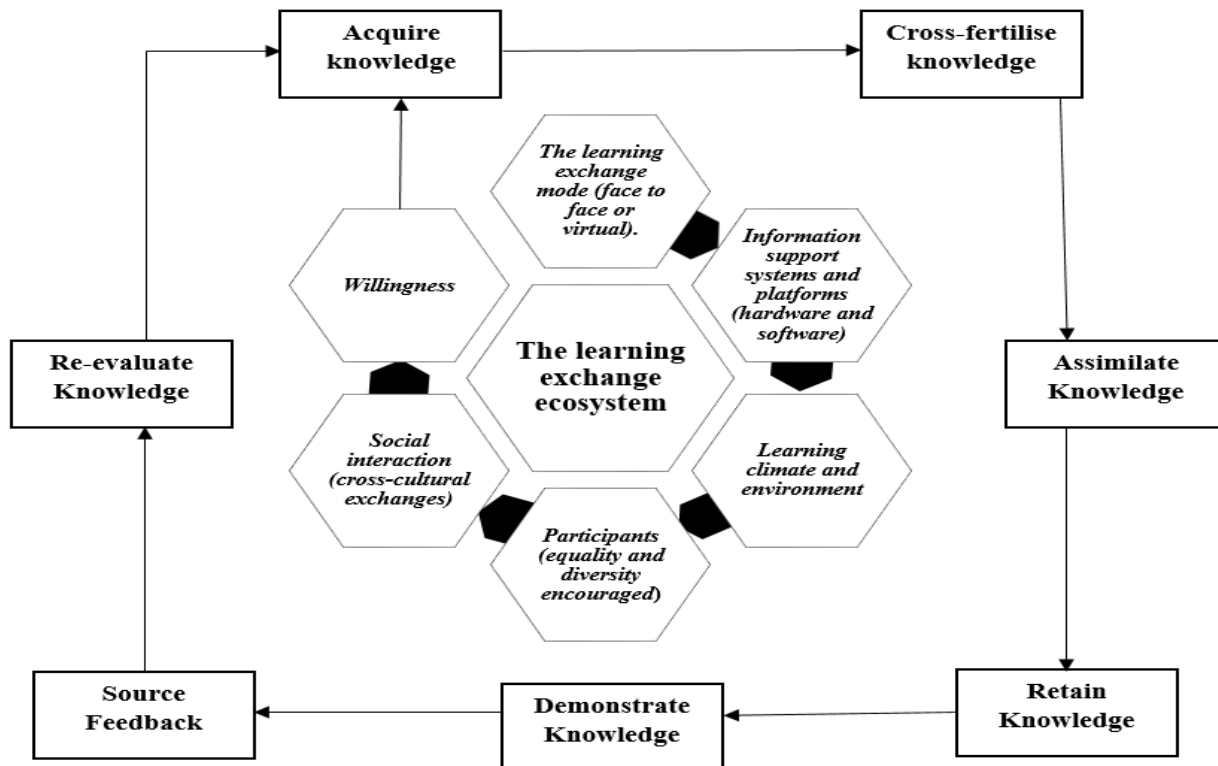 Acquire
knowledge
Cross-fertilise
knowledge
The learning
exchange
mode (face to
face or
virtual).
Information
support
systems and
platforms
(hardware and
software)
Willingness
The learning
exchange
ecosystem
Re-evaluate
Knowledge
Assimilate
Knowledge
Social
interaction
(cross-cultural
exchanges)
Learning
climate and
environment
Participants
(equality and
diversity
encouraged)
Source
Feedback
Demonstrate
Knowledge
Retain
Knowledge